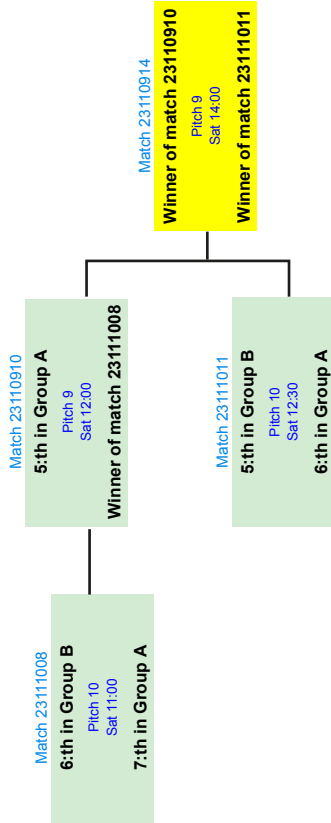 Match 23111008
6:th in Group B
Pitch 10
Sat 11:00
7:th in Group A
Match 23110910
5:th in Group A
Pitch 9
Sat 12:00
Winner of match 23111008
Match 23111011
5:th in Group B
Pitch 10
Sat 12:30
6:th in Group A
Match 23110914
Winner of match 23110910
Pitch 9
Sat 14:00
Winner of match 23111011